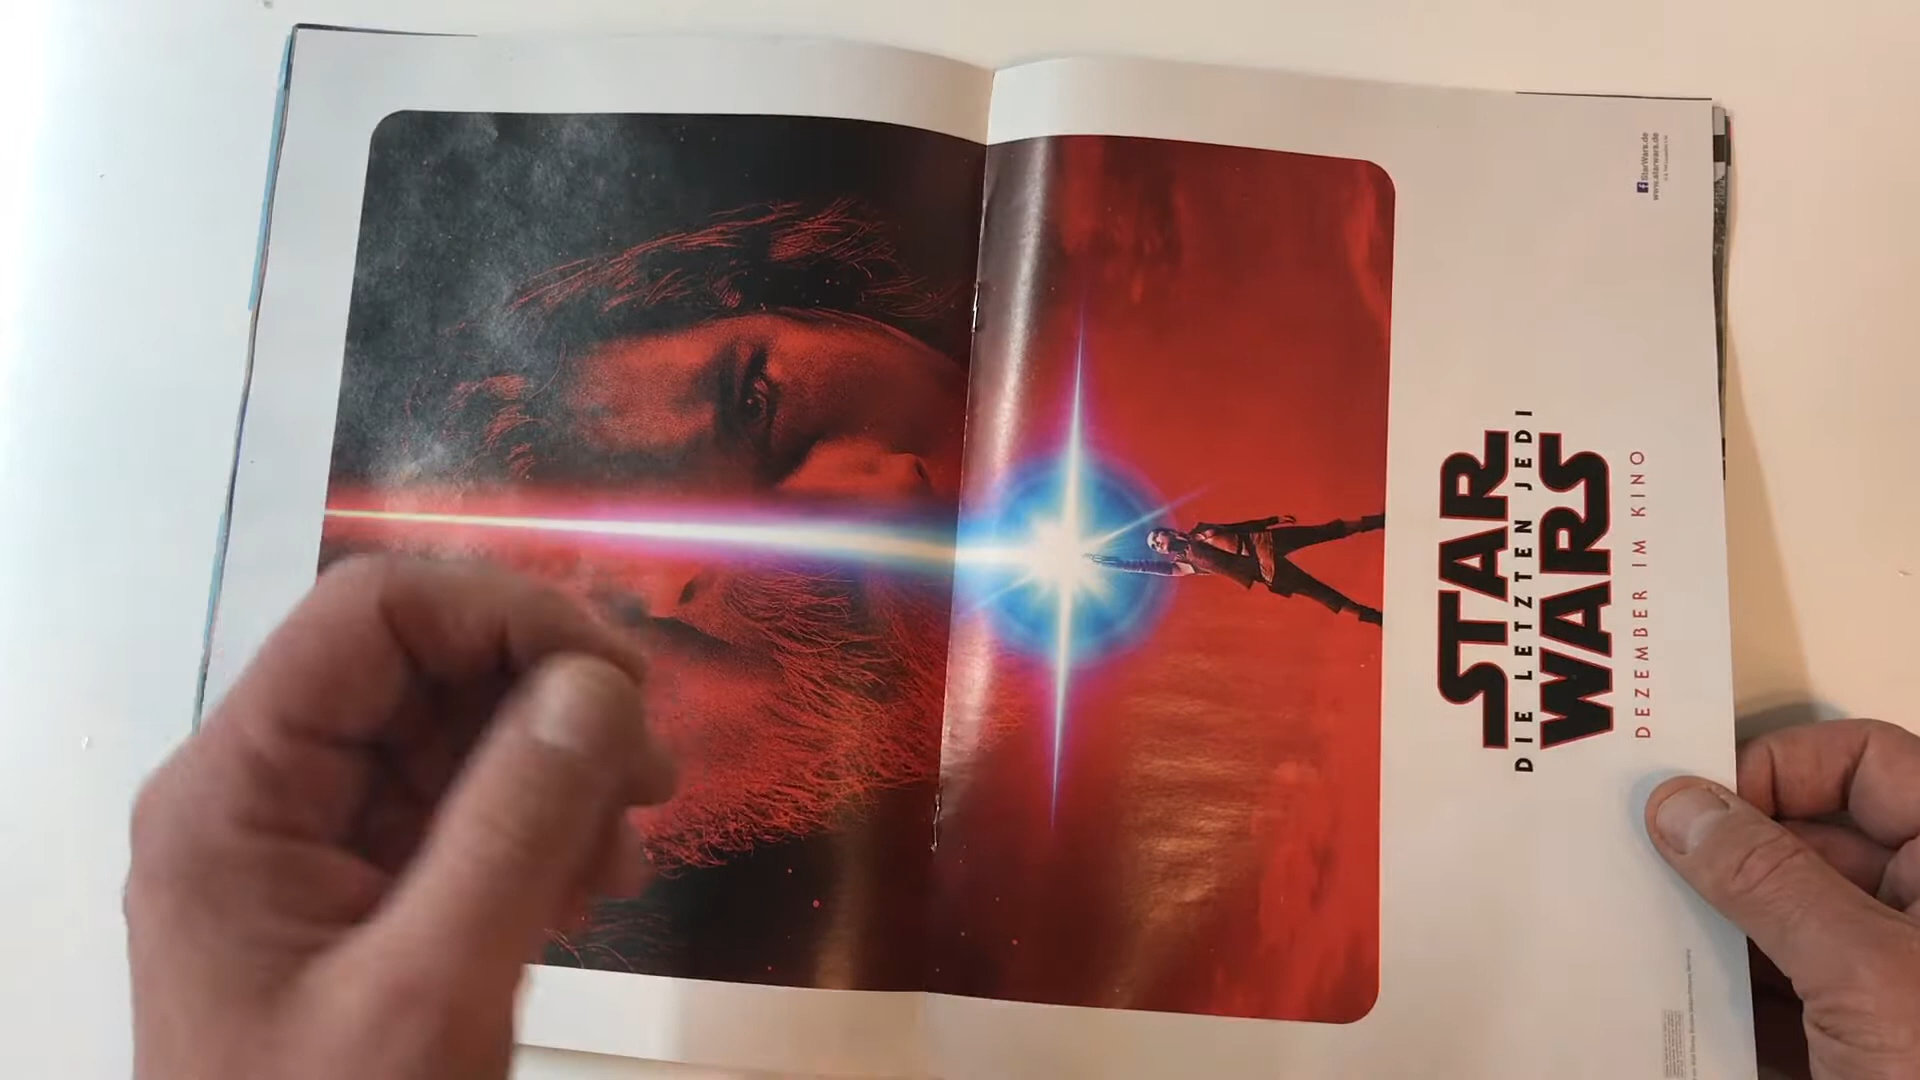 STAR
DIE LETZTEN JEDI
WARS
DEZEMBER IM KINO
StarWars.de
www.starwars.de